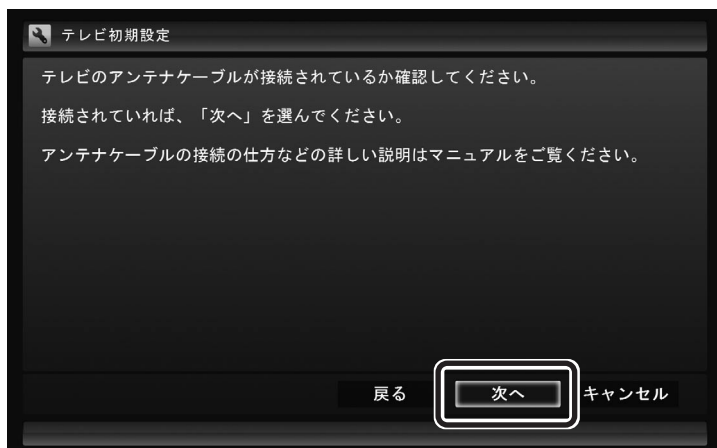 テレビ初期設定
テレビのアンテナケーブルが接続されているか確認してください。
接続されていれば、「次へ」を選んでください。
アンテナケーブルの接続の仕方などの詳しい説明はマニュアルをご覧ください。
戻る 次へ キャンセル